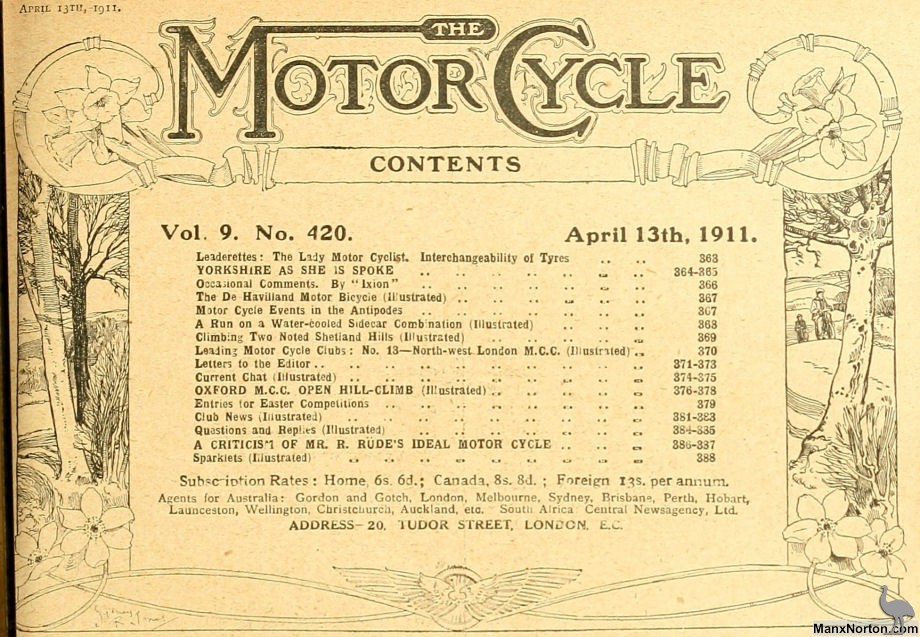 APRIL 13TH, 1911.
THE
MOTOR CYCLE
CONTENTS
Vol. 9. No. 420. April 13th, 1911.
Leaderettes: The Lady Motor Cyclist. Interchangeability of Tyres .. .. 363
YORKSHIRE AS SHE IS SPOKE .. .. .. .. .. .. .. 364-365
Occasional Comments. By "Ixion" .. .. .. .. .. .. .. 366
The De Havilland Motor Bicycle (Illustrated) .. .. .. .. .. .. 367
Motor Cycle Events in the Antipodes .. .. .. .. .. .. .. 367
A Run on a Water-cooled Sidecar Combination (Illustrated) .. .. .. 368
Climbing Two Noted Shetland Hills (Illustrated) .. .. .. .. .. 369
Leading Motor Cycle Clubs: No. 13—North-west London M.C.C. (Illustrated) .. 370
Letters to the Editor .. .. .. .. .. .. .. .. .. 371-373
Current Chat (Illustrated) .. .. .. .. .. .. .. .. 374-375
OXFORD M.C.C. OPEN HILL-CLIMB (Illustrated) .. .. .. .. 376-378
Entries for Easter Competitions .. .. .. .. .. .. .. 379
Club News (Illustrated) .. .. .. .. .. .. .. .. 381-383
Questions and Replies (Illustrated) .. .. .. .. .. .. 384-385
A CRITICISM OF MR. R. RUDE'S IDEAL MOTOR CYCLE .. .. .. 386-387
Sparklets (Illustrated) .. .. .. .. .. .. .. .. .. 388
Subscription Rates: Home, 6s. 6d.; Canada, 8s. 8d.; Foreign 13s. per annum.
Agents for Australia: Gordon and Gotch, London, Melbourne, Sydney, Brisbane, Perth, Hobart,
Launceston, Wellington, Christchurch, Auckland, etc. South Africa Central Newsagency, Ltd.
ADDRESS—20, TUDOR STREET, LONDON, E.C.
ManxNorton.com